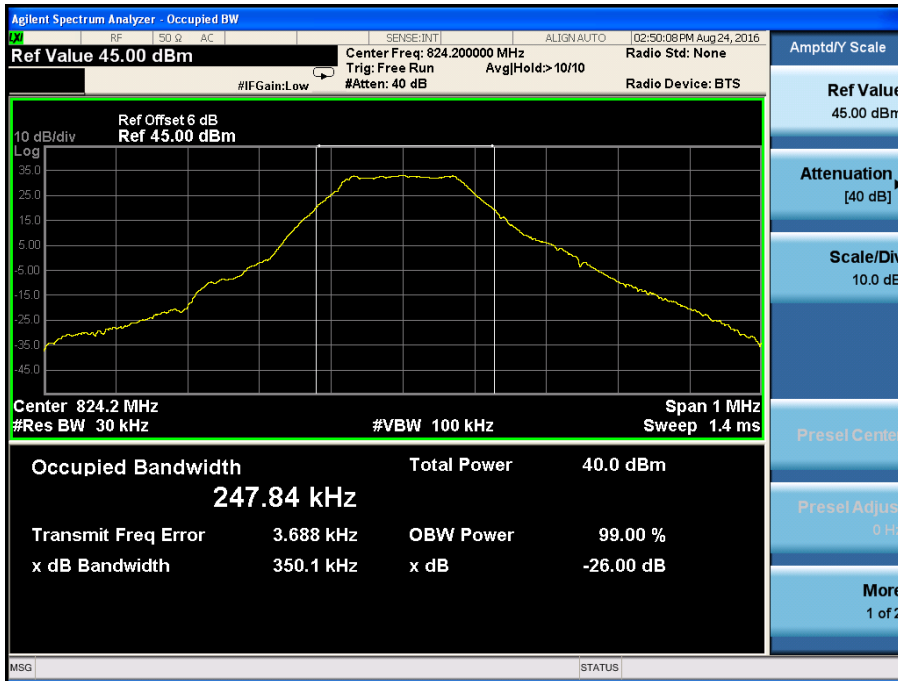 Agilent Spectrum Analyzer - Occupied BW
LXI RF 50 Ω AC SENSE:INT ALIGN AUTO 02:50:08 PM Aug 24, 2016
Ref Value 45.00 dBm
Center Freq: 824.200000 MHz
Radio Std: None
Trig: Free Run Avg|Hold:>10/10
#IFGain:Low
#Atten: 40 dB
Radio Device: BTS
Ref Offset 6 dB
10 dB/div Ref 45.00 dBm
Log
35.0
25.0
15.0
5.00
-5.00
-15.0
-25.0
-35.0
-45.0
Center 824.2 MHz Span 1 MHz
#Res BW 30 kHz #VBW 100 kHz Sweep 1.4 ms
Occupied Bandwidth Total Power 40.0 dBm
247.84 kHz
Transmit Freq Error 3.688 kHz OBW Power 99.00 %
x dB Bandwidth 350.1 kHz x dB -26.00 dB
MSG STATUS
Amptd/Y Scale
Ref Value
45.00 dBm
Attenuation
[40 dB]
Scale/Div
10.0 dB
Presel Center
Presel Adjust
0 Hz
More
1 of 2